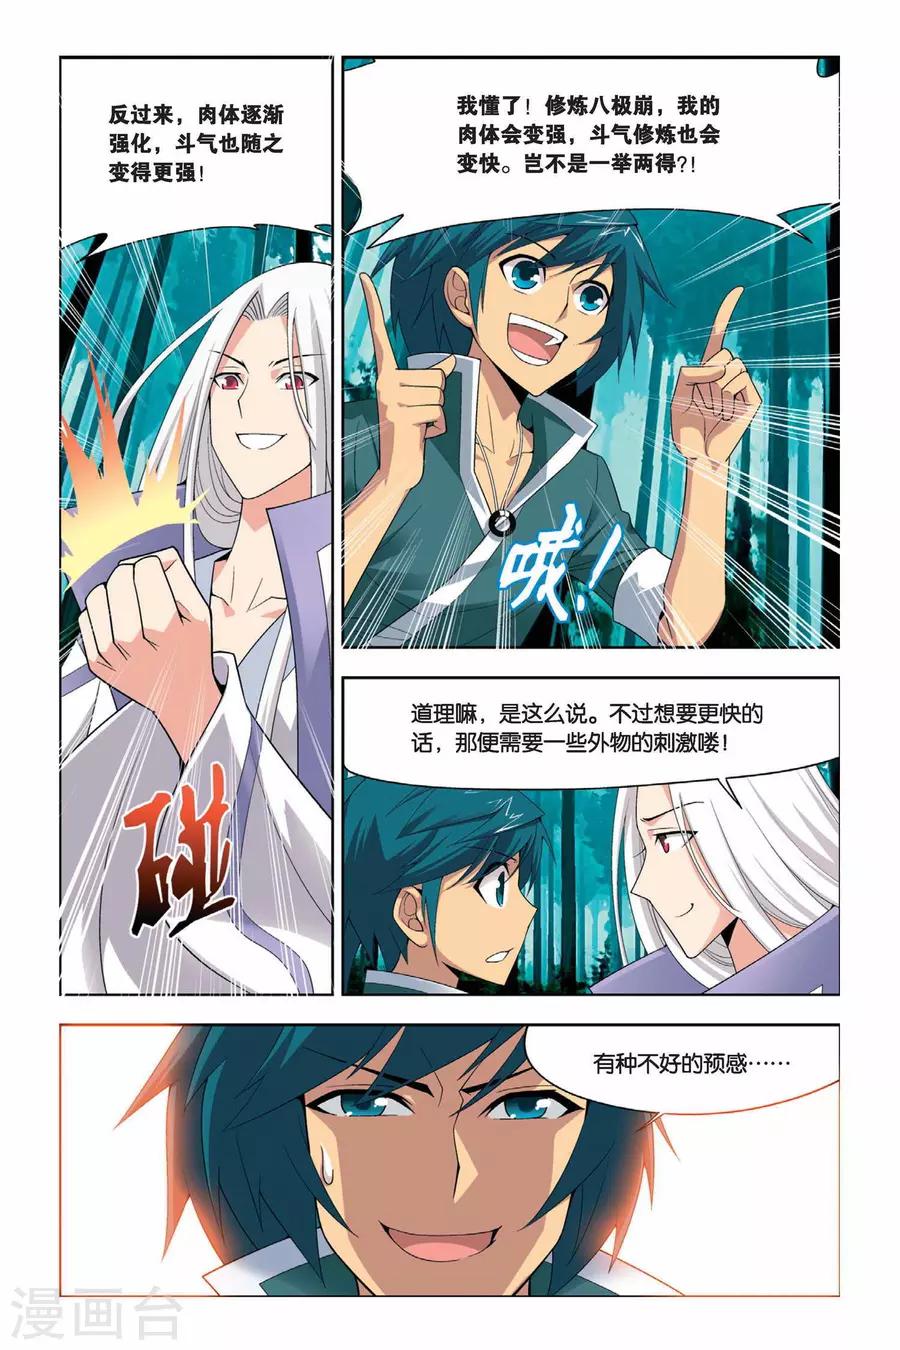 反过来，肉体逐渐
强化，斗气也随之
变得更强！
碰
我懂了！修炼八极崩，我的
肉体会变强，斗气修炼也会
变快。岂不是一举两得？！
哦！
道理嘛，是这么说。不过想要更快的
话，那便需要一些外物的刺激喽！
有种不好的预感……
漫画台